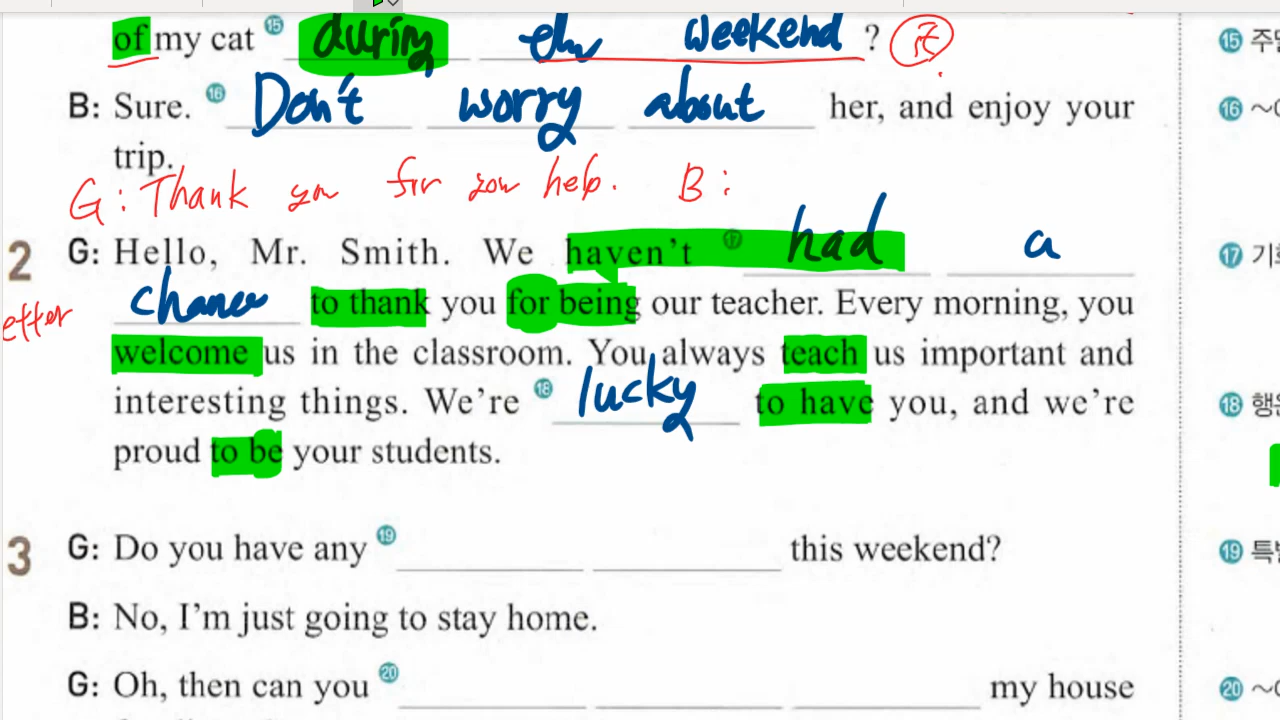 of my cat ⑮ during the weekend ?
B: Sure. ⑯ Don't worry about her, and enjoy your
trip.
G: Thank you for your help. B:
2 G: Hello, Mr. Smith. We haven't ⑰ had a
chance to thank you for being our teacher. Every morning, you
etter
welcome us in the classroom. You always teach us important and
interesting things. We're ⑱ lucky to have you, and we're
proud to be your students.
3 G: Do you have any ⑲ this weekend?
B: No, I'm just going to stay home.
G: Oh, then can you ⑳ my house
⑮ 주
⑯ ~
⑰ 기
⑱ 행
⑲ 특
⑳ ~